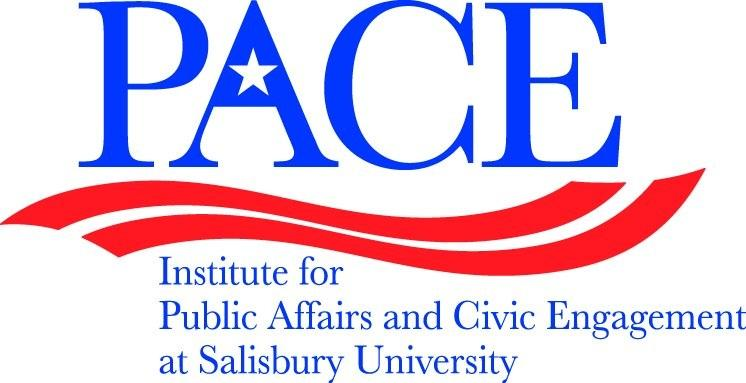 PACE
Institute for
Public Affairs and Civic Engagement
at Salisbury University